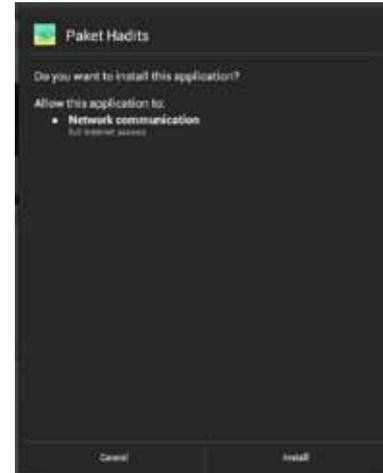 Paket Hadits
Do you want to install this application?
Allow this application to:
• Network communication
full Internet access
Cancel
Install